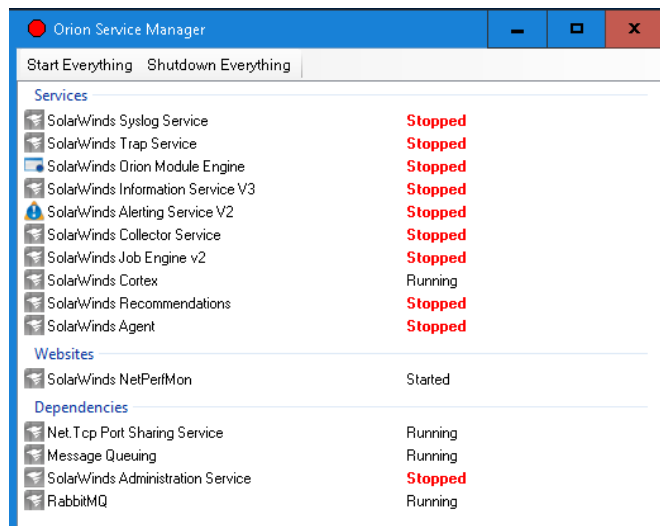 Orion Service Manager
Start Everything Shutdown Everything
Services
SolarWinds Syslog Service Stopped
SolarWinds Trap Service Stopped
SolarWinds Orion Module Engine Stopped
SolarWinds Information Service V3 Stopped
SolarWinds Alerting Service V2 Stopped
SolarWinds Collector Service Stopped
SolarWinds Job Engine v2 Stopped
SolarWinds Cortex Running
SolarWinds Recommendations Stopped
SolarWinds Agent Stopped
Websites
SolarWinds NetPerfMon Started
Dependencies
Net.Tcp Port Sharing Service Running
Message Queuing Running
SolarWinds Administration Service Stopped
RabbitMQ Running